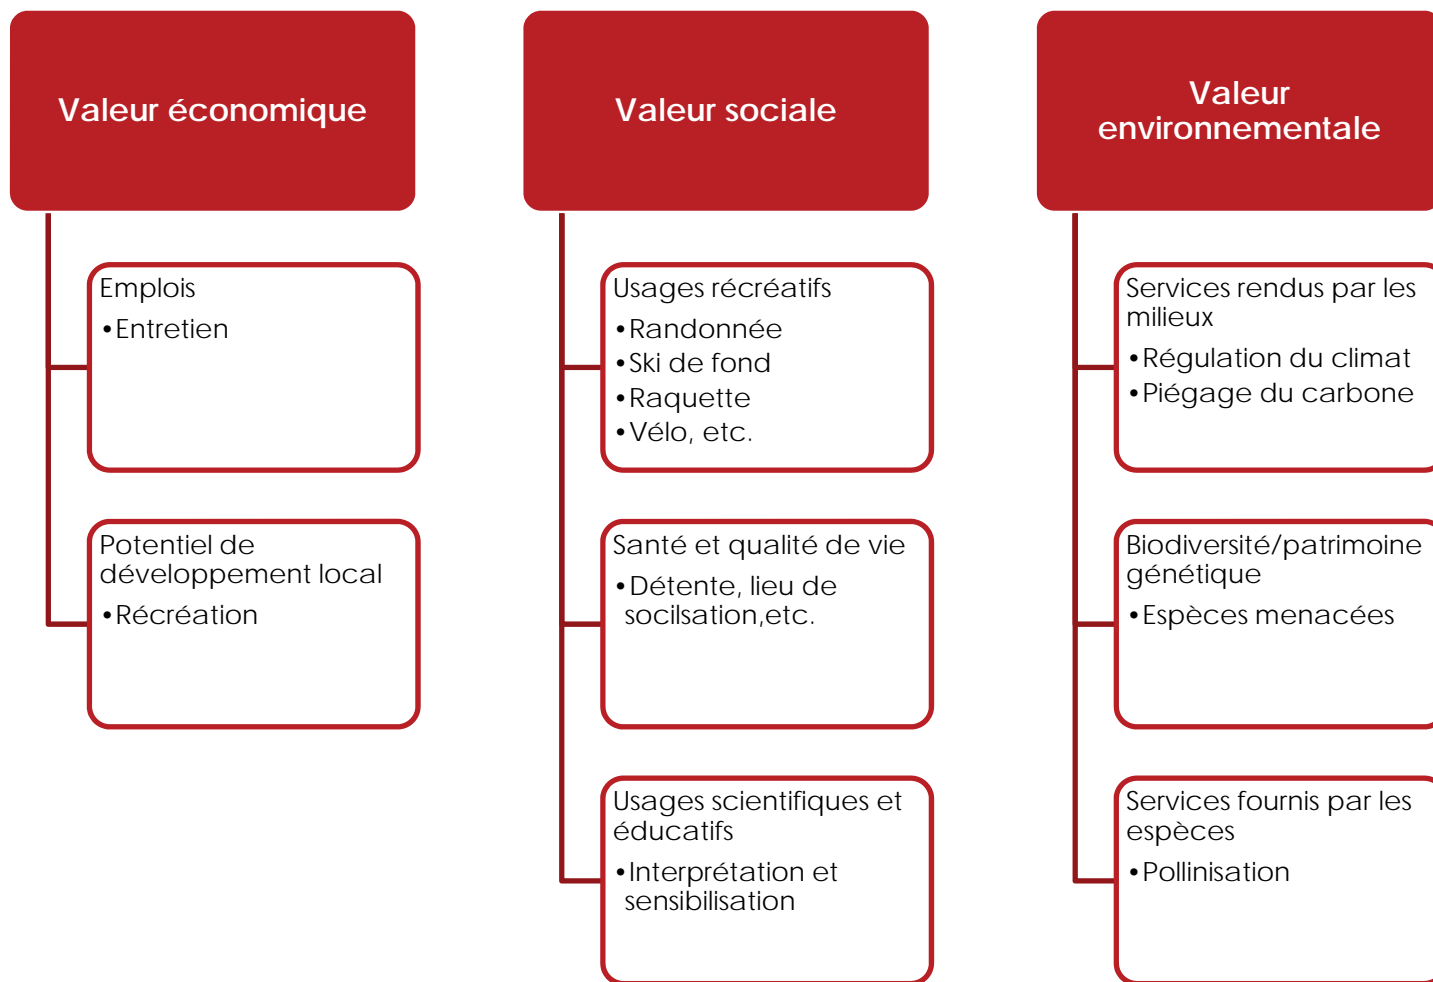 Valeur économique
Emplois
•Entretien
Potentiel de
développement local
•Récréation
Valeur sociale
Usages récréatifs
•Randonnée
•Ski de fond
•Raquette
•Vélo, etc.
Santé et qualité de vie
•Détente, lieu de
socilsation,etc.
Usages scientifiques et
éducatifs
•Interprétation et
sensibilisation
Valeur
environnementale
Services rendus par les
milieux
•Régulation du climat
•Piégage du carbone
Biodiversité/patrimoine
génétique
•Espèces menacées
Services fournis par les
espèces
•Pollinisation